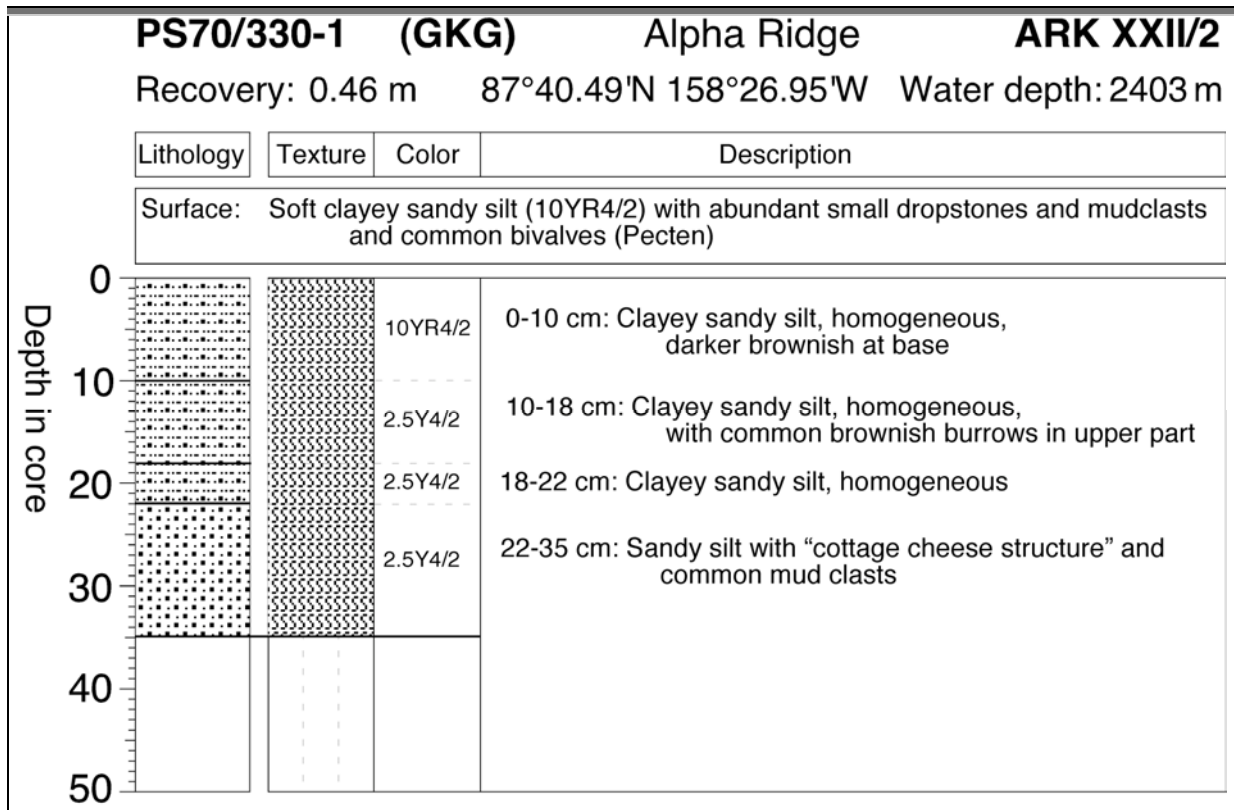 PS70/330-1 (GKG) Alpha Ridge ARK XXII/2
Recovery: 0.46 m 87°40.49'N 158°26.95'W Water depth: 2403 m
Lithology Texture Color Description
Surface: Soft clayey sandy silt (10YR4/2) with abundant small dropstones and mudclasts
and common bivalves (Pecten)
Depth in core
0
10
20
30
40
50
10YR4/2
2.5Y4/2
2.5Y4/2
2.5Y4/2
0-10 cm: Clayey sandy silt, homogeneous,
darker brownish at base
10-18 cm: Clayey sandy silt, homogeneous,
with common brownish burrows in upper part
18-22 cm: Clayey sandy silt, homogeneous
22-35 cm: Sandy silt with “cottage cheese structure” and
common mud clasts